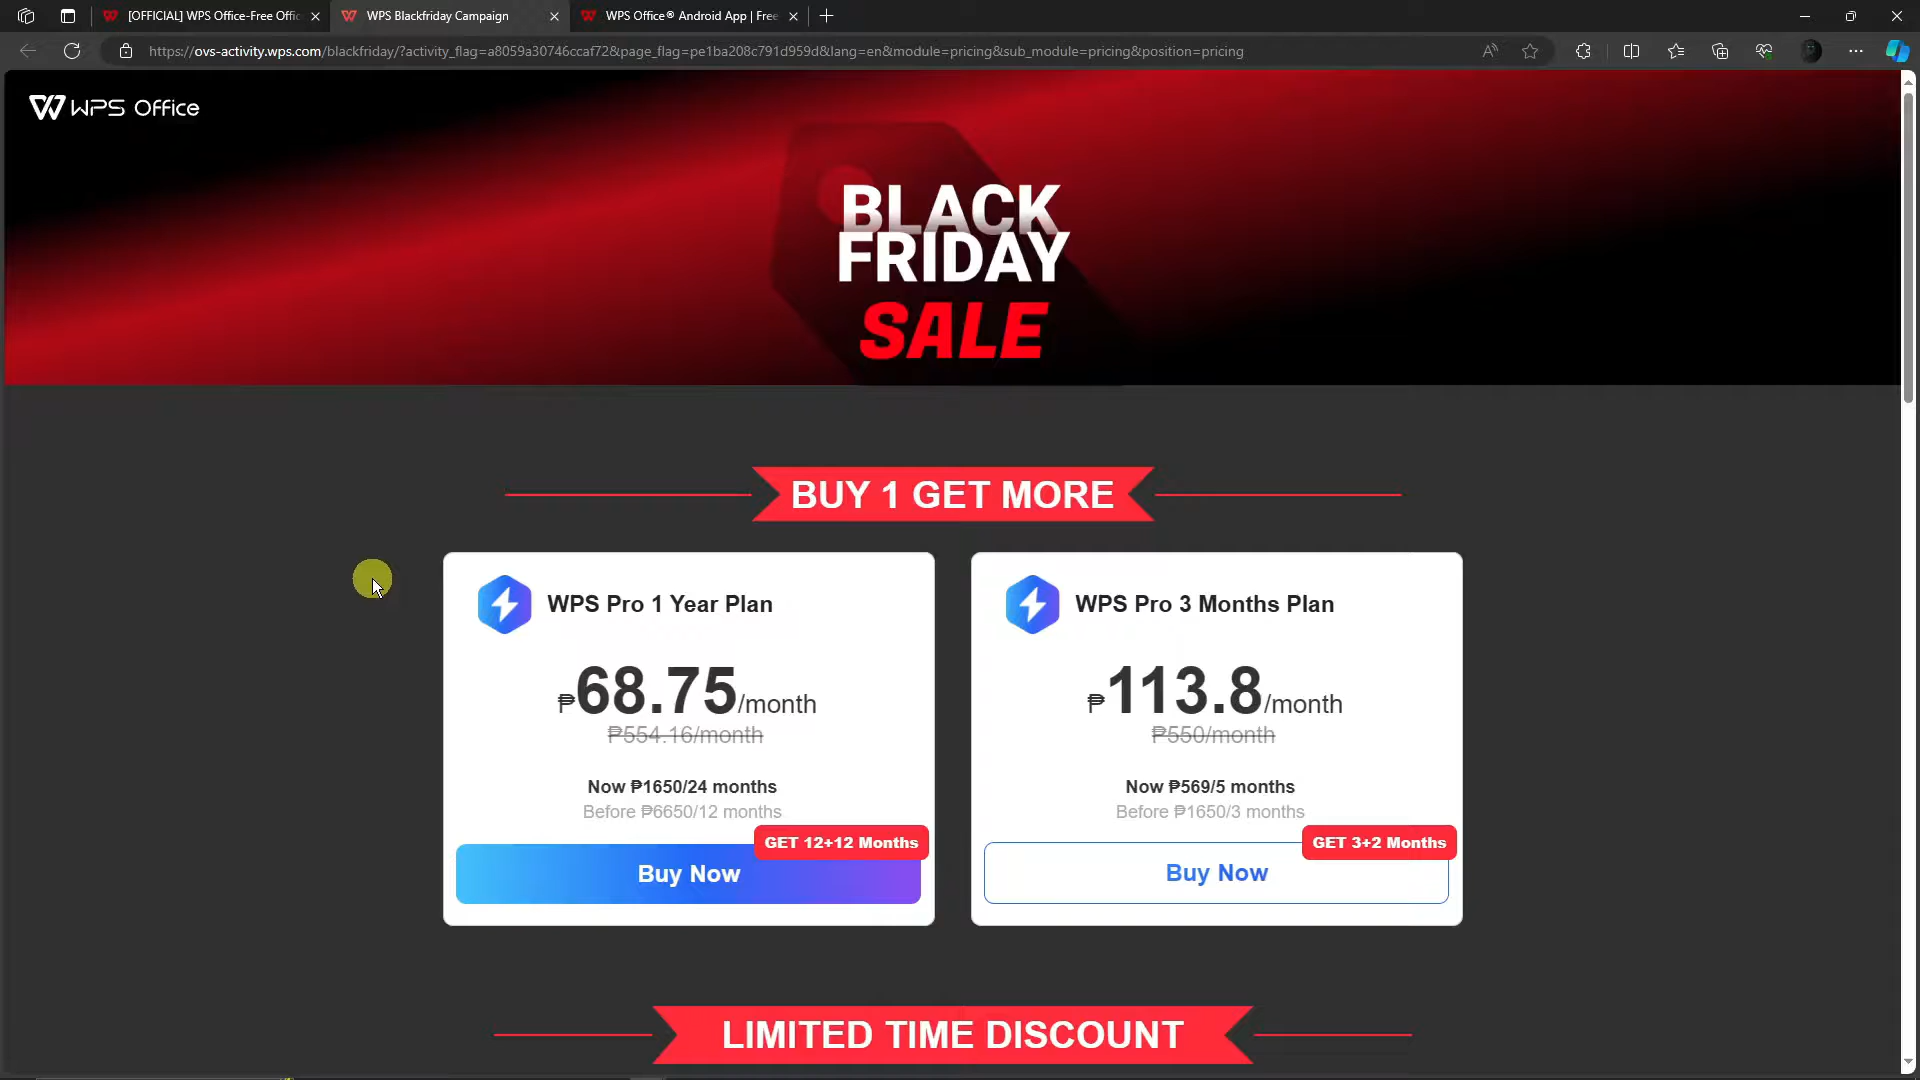 [OFFICIAL] WPS Office-Free Offic
WPS Blackfriday Campaign
WPS Office® Android App | Free
https://ovs-activity.wps.com/blackfriday/?activity_flag=a8059a30746ccaf72&page_flag=pe1ba208c791d959d&lang=en&module=pricing&sub_module=pricing&position=pricing
WPS Office
BLACK
FRIDAY
SALE
BUY 1 GET MORE
WPS Pro 1 Year Plan
₱68.75/month
₱554.16/month
Now ₱1650/24 months
Before ₱6650/12 months
GET 12+12 Months
Buy Now
WPS Pro 3 Months Plan
₱113.8/month
₱550/month
Now ₱569/5 months
Before ₱1650/3 months
GET 3+2 Months
Buy Now
LIMITED TIME DISCOUNT